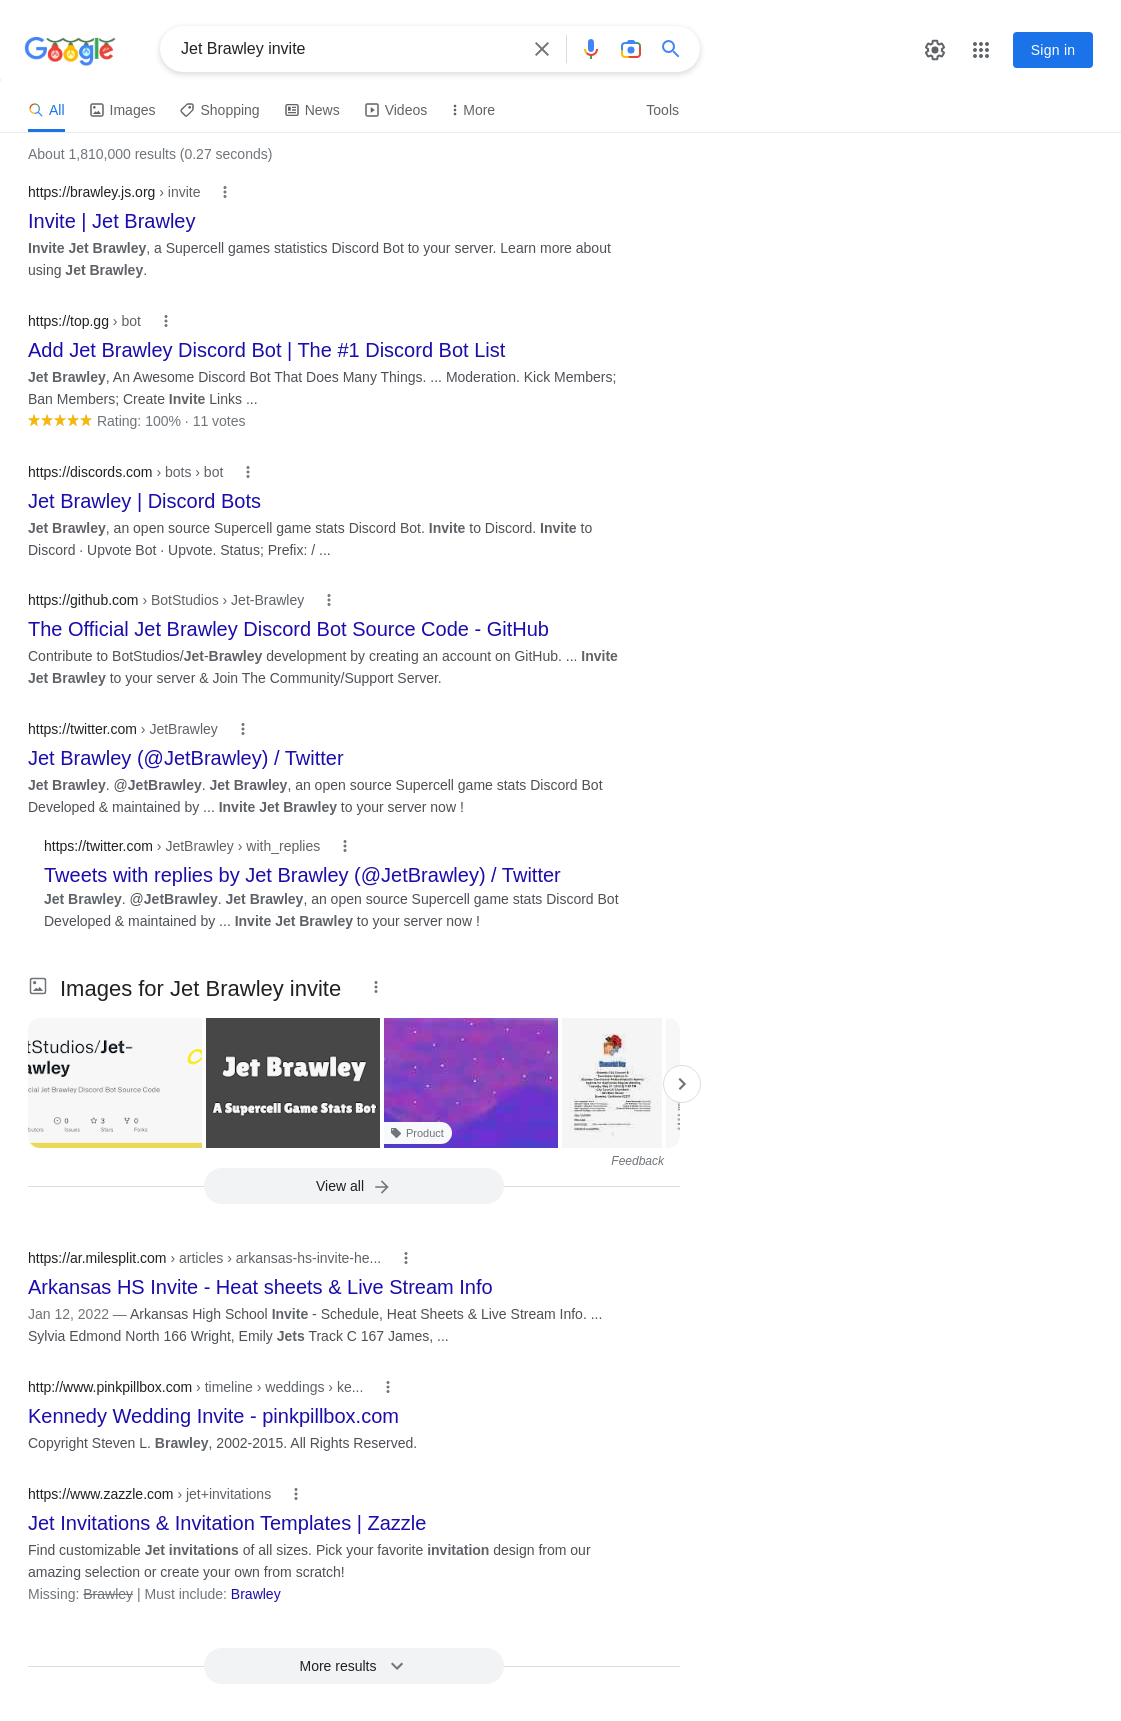 Google
Jet Brawley invite
Sign in
All
Images
Shopping
News
Videos
More
Tools
About 1,810,000 results (0.27 seconds)
https://brawley.js.org › invite
Invite | Jet Brawley
Invite Jet Brawley, a Supercell games statistics Discord Bot to your server. Learn more about
using Jet Brawley.
https://top.gg › bot
Add Jet Brawley Discord Bot | The #1 Discord Bot List
Jet Brawley, An Awesome Discord Bot That Does Many Things. ... Moderation. Kick Members;
Ban Members; Create Invite Links ...
Rating: 100% · 11 votes
https://discords.com › bots › bot
Jet Brawley | Discord Bots
Jet Brawley, an open source Supercell game stats Discord Bot. Invite to Discord. Invite to
Discord · Upvote Bot · Upvote. Status; Prefix: / ...
https://github.com › BotStudios › Jet-Brawley
The Official Jet Brawley Discord Bot Source Code - GitHub
Contribute to BotStudios/Jet-Brawley development by creating an account on GitHub. ... Invite
Jet Brawley to your server & Join The Community/Support Server.
https://twitter.com › JetBrawley
Jet Brawley (@JetBrawley) / Twitter
Jet Brawley. @JetBrawley. Jet Brawley, an open source Supercell game stats Discord Bot
Developed & maintained by ... Invite Jet Brawley to your server now !
https://twitter.com › JetBrawley › with_replies
Tweets with replies by Jet Brawley (@JetBrawley) / Twitter
Jet Brawley. @JetBrawley. Jet Brawley, an open source Supercell game stats Discord Bot
Developed & maintained by ... Invite Jet Brawley to your server now !
Images for Jet Brawley invite
tStudios/Jet-
awley
cial Jet Brawley Discord Bot Source Code
0 3 0
butors Issues Stars Forks
Jet Brawley
A Supercell Game Stats Bot
Product
Feedback
View all
https://ar.milesplit.com › articles › arkansas-hs-invite-he...
Arkansas HS Invite - Heat sheets & Live Stream Info
Jan 12, 2022 — Arkansas High School Invite - Schedule, Heat Sheets & Live Stream Info. ...
Sylvia Edmond North 166 Wright, Emily Jets Track C 167 James, ...
http://www.pinkpillbox.com › timeline › weddings › ke...
Kennedy Wedding Invite - pinkpillbox.com
Copyright Steven L. Brawley, 2002-2015. All Rights Reserved.
https://www.zazzle.com › jet+invitations
Jet Invitations & Invitation Templates | Zazzle
Find customizable Jet invitations of all sizes. Pick your favorite invitation design from our
amazing selection or create your own from scratch!
Missing: Brawley | Must include: Brawley
More results